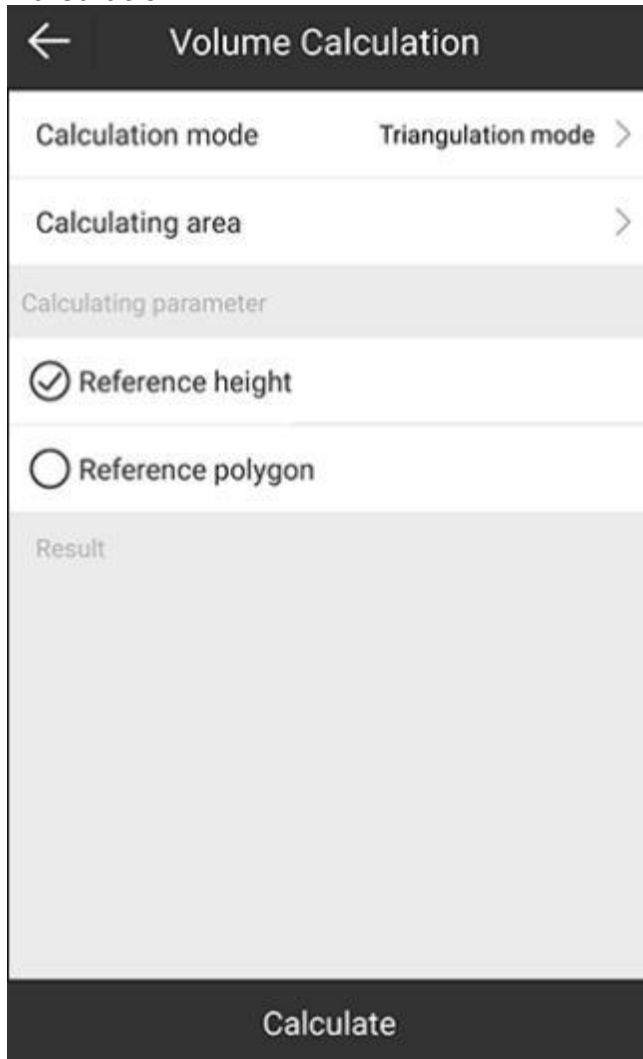 Volume Calculation
Calculation mode Triangulation mode
Calculating area
Calculating parameter
Reference height
Reference polygon
Result
Calculate